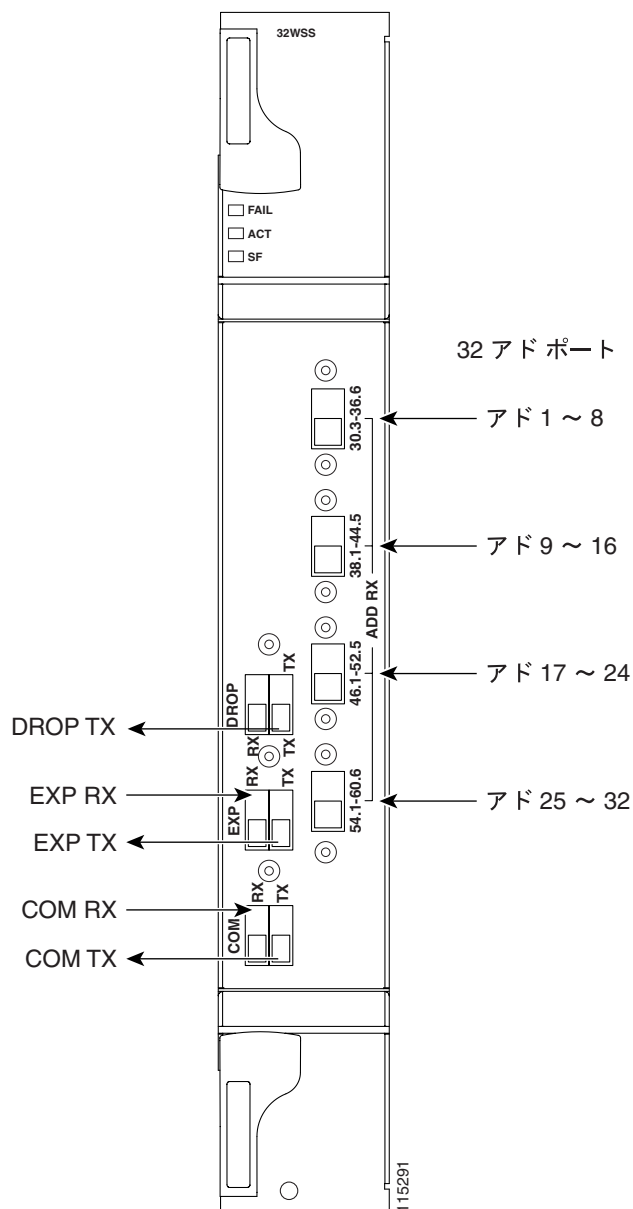 32WSS
FAIL
ACT
SF
32 アド ポート
30.3-36.6
アド 1 ～ 8
38.1-44.5
アド 9 ～ 16
ADD RX
46.1-52.5
アド 17 ～ 24
54.1-60.6
アド 25 ～ 32
TX
DROP
RX
TX
DROP TX
RX
TX
EXP
EXP RX
EXP TX
RX
TX
COM
COM RX
COM TX
115291